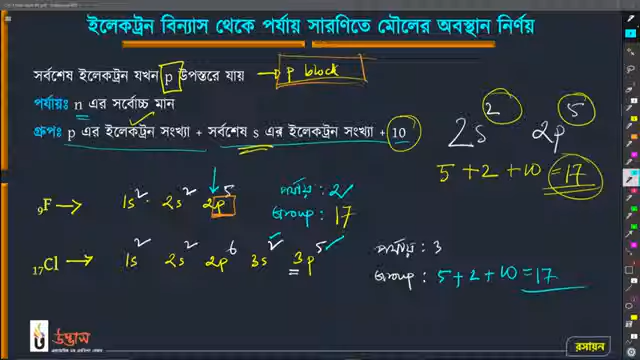 ইলেকট্রন বিন্যাস থেকে পর্যায় সারণিতে মৌলের অবস্থান নির্ণয়
সর্বশেষ ইলেকট্রন যখন p উপস্তরে যায় → p block
পর্যায়ঃ n এর সর্বোচ্চ মান
গ্রুপঃ p এর ইলেকট্রন সংখ্যা + সর্বশেষ s এর ইলেকট্রন সংখ্যা + 10
2s² 2p⁵
5 + 2 + 10 = 17
₉F → 1s² 2s² 2p⁵
পর্যায় : 2
Group : 17
₁₇Cl → 1s² 2s² 2p⁶ 3s² 3p⁵
পর্যায় : 3
Group : 5 + 2 + 10 = 17
উদ্ভাস
রসায়ন